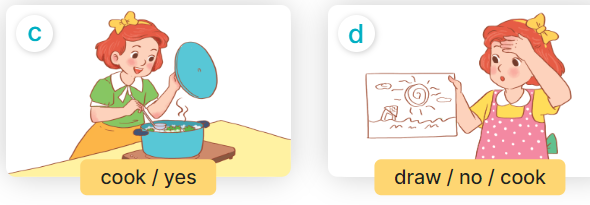 c
d
cook / yes
draw / no / cook